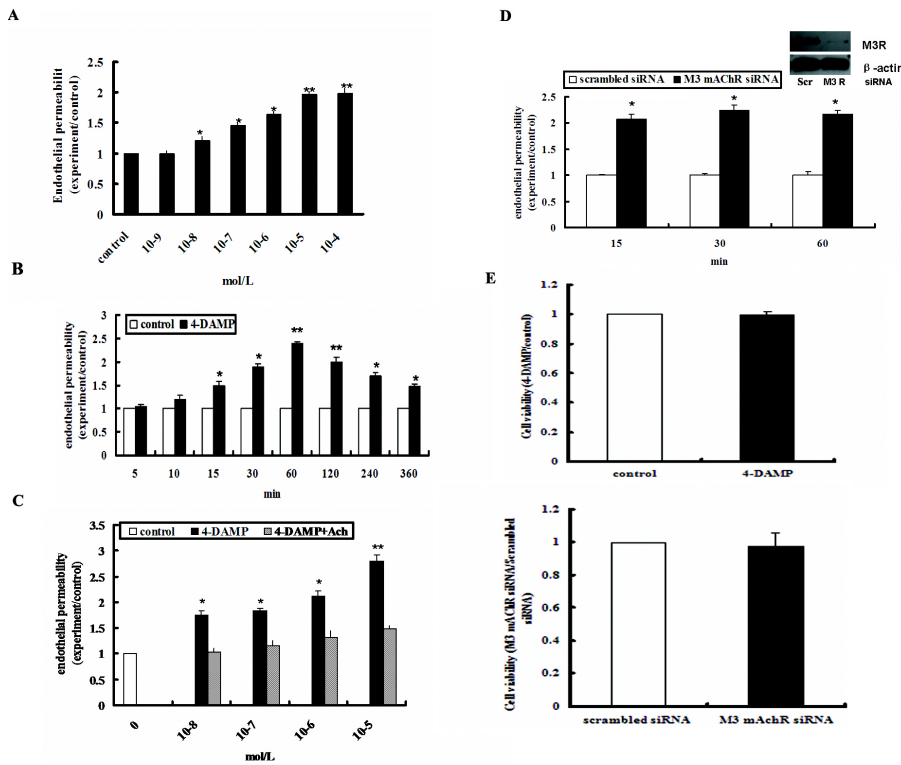 A
Endothelial permeabilit
(experiment/control)
2.5
2
1.5
1
0.5
0
* * * ** **
control 10-9 10-8 10-7 10-6 10-5 10-4
mol/L
B
endothelial permeability
(experiment/control)
control 4-DAMP
3
2.5
2
1.5
1
0.5
0
* * ** ** * *
5 10 15 30 60 120 240 360
min
C
endothelial permeability
(experiment/control)
control 4-DAMP 4-DAMP+Ach
3.5
3
2.5
2
1.5
1
0.5
0
* * * **
0 10-8 10-7 10-6 10-5
mol/L
D
M3R
β-actin
Scr M3 R siRNA
scrambled siRNA M3 mAChR siRNA
endothelial permeability
(experiment/control)
2.5
2
1.5
1
0.5
0
* * *
15 30 60
min
E
Cell viability (4-DAMP/control)
1.2
1
0.8
0.6
0.4
0.2
0
control 4-DAMP
Cell viability (M3 mAChR siRNA/Scrambled
siRNA)
1.2
1
0.8
0.6
0.4
0.2
0
scrambled siRNA M3 mAchR siRNA